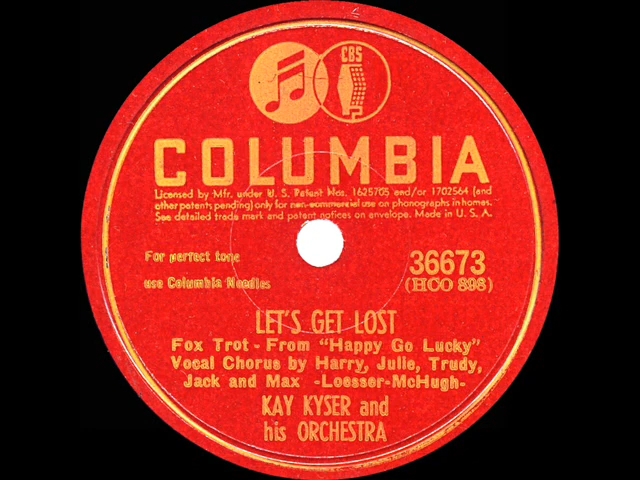 CBS
COLUMBIA
Licensed by Mfr. under U. S. Patent Nos. 1625705 and/or 1702564 (and
other patents pending) only for non-commercial use on phonographs in homes.
See detailed trade mark and patent notices on envelope. Made in U. S. A.
For perfect tone
use Columbia Needles
36673
(HCO 898)
LET'S GET LOST
Fox Trot - From "Happy Go Lucky"
Vocal Chorus by Harry, Julie, Trudy,
Jack and Max -Loesser-McHugh-
KAY KYSER and
his ORCHESTRA